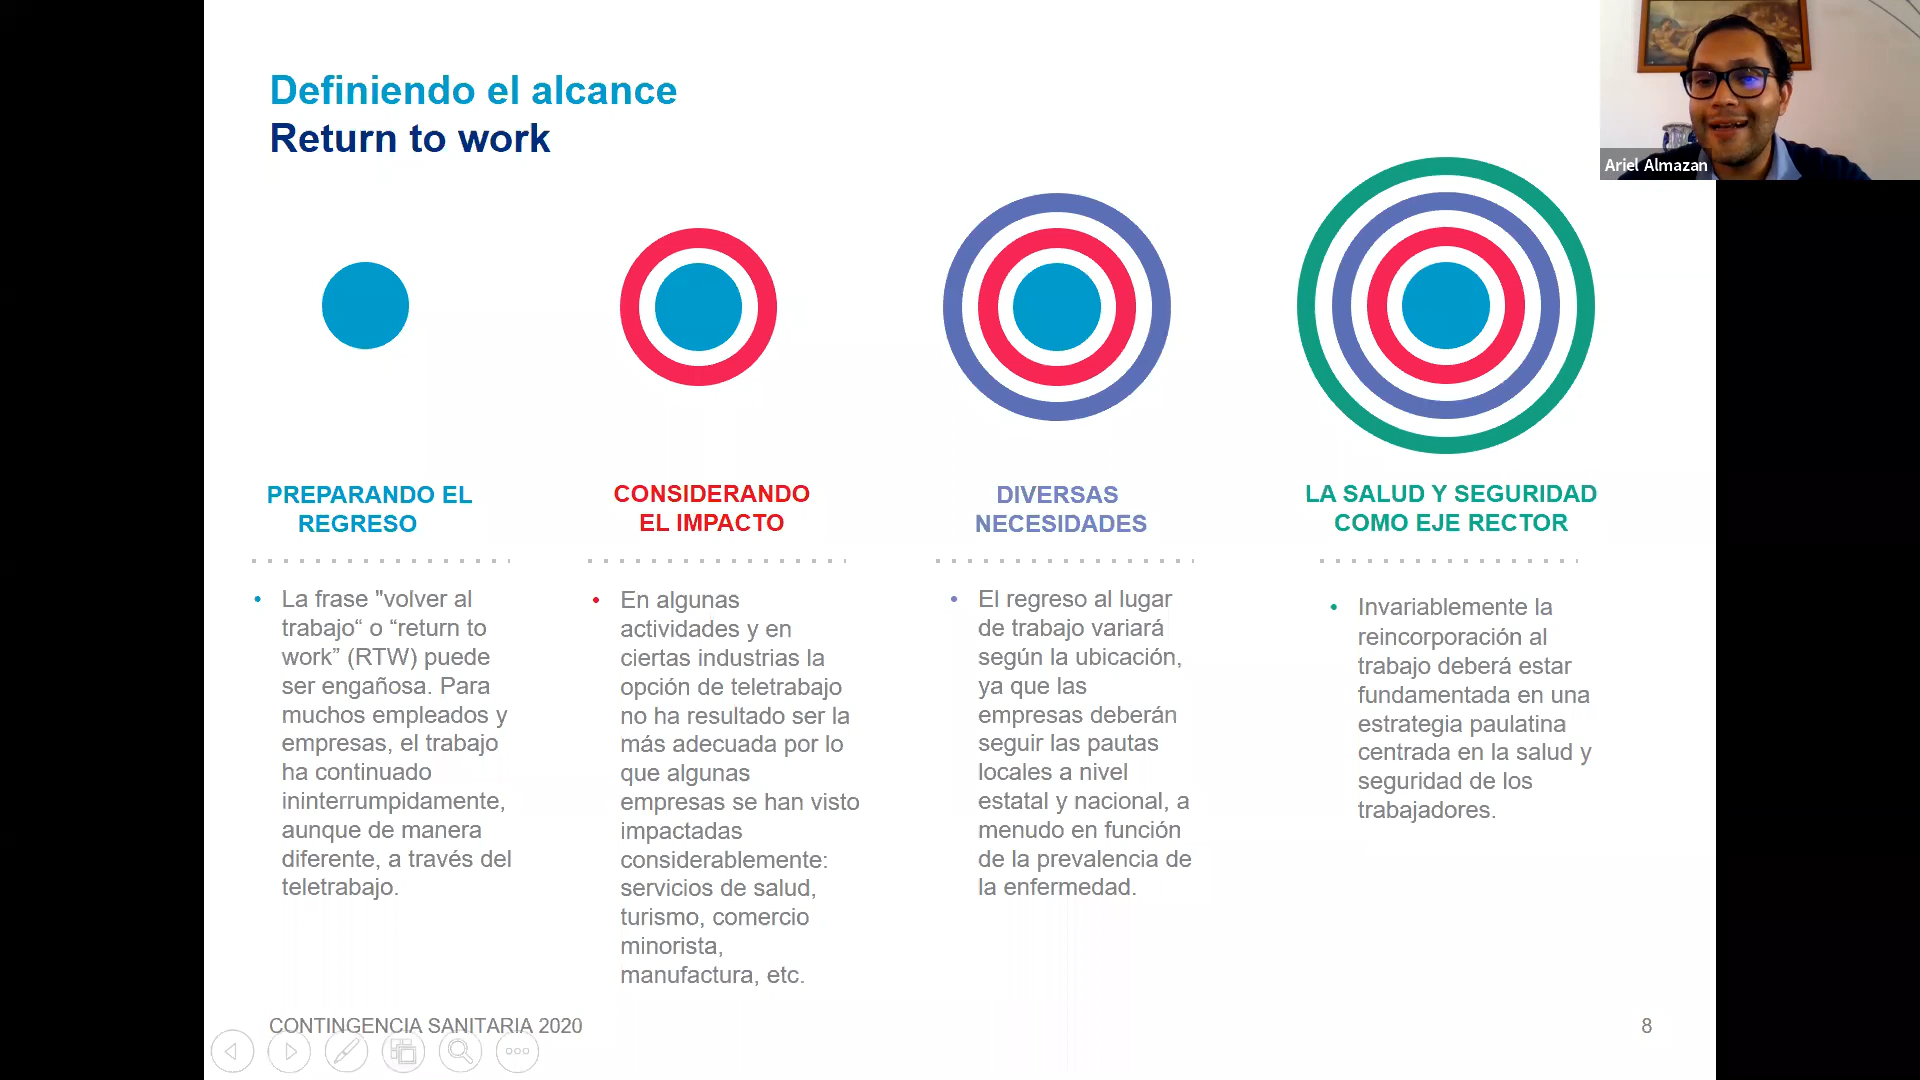 Definiendo el alcance
Return to work
Ariel Almazan
PREPARANDO EL
REGRESO
• La frase "volver al
trabajo“ o “return to
work” (RTW) puede
ser engañosa. Para
muchos empleados y
empresas, el trabajo
ha continuado
ininterrumpidamente,
aunque de manera
diferente, a través del
teletrabajo.
CONSIDERANDO
EL IMPACTO
• En algunas
actividades y en
ciertas industrias la
opción de teletrabajo
no ha resultado ser la
más adecuada por lo
que algunas
empresas se han visto
impactadas
considerablemente:
servicios de salud,
turismo, comercio
minorista,
manufactura, etc.
DIVERSAS
NECESIDADES
• El regreso al lugar
de trabajo variará
según la ubicación,
ya que las
empresas deberán
seguir las pautas
locales a nivel
estatal y nacional, a
menudo en función
de la prevalencia de
la enfermedad.
LA SALUD Y SEGURIDAD
COMO EJE RECTOR
• Invariablemente la
reincorporación al
trabajo deberá estar
fundamentada en una
estrategia paulatina
centrada en la salud y
seguridad de los
trabajadores.
CONTINGENCIA SANITARIA 2020
8